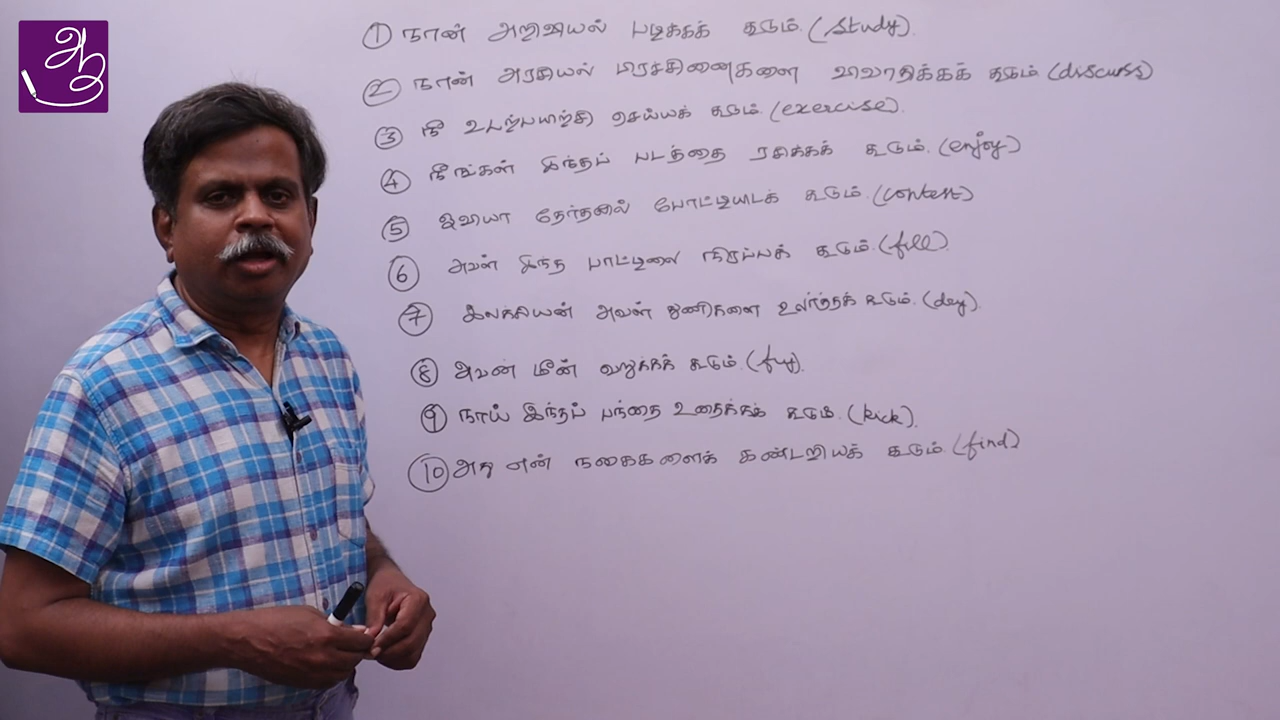 ① நான் அறிவியல் படிக்கக் கூடும். (study).
② நான் அரசியல் பிரச்சினைகளை விவாதிக்கக் கூடும் (discuss)
③ நீ உடற்பயிற்சி செய்யக் கூடும். (exercise).
④ நீங்கள் இந்தப் படத்தை ரசிக்கக் கூடும். (enjoy)
⑤ ஓவியா தேர்தலை போட்டியிடக் கூடும். (contest)
⑥ அவள் இந்த பாட்டிலை நிரப்பக் கூடும். (fill).
⑦ இலக்கியன் அவன் துணிகளை உலர்த்தக் கூடும். (dry).
⑧ அவன் மீன் வறுக்கக் கூடும். (fry).
⑨ நாய் இந்தப் பந்தை உதைக்கக் கூடும். (kick).
⑩ அது என் நகைகளைக் கண்டறியக் கூடும். (find)